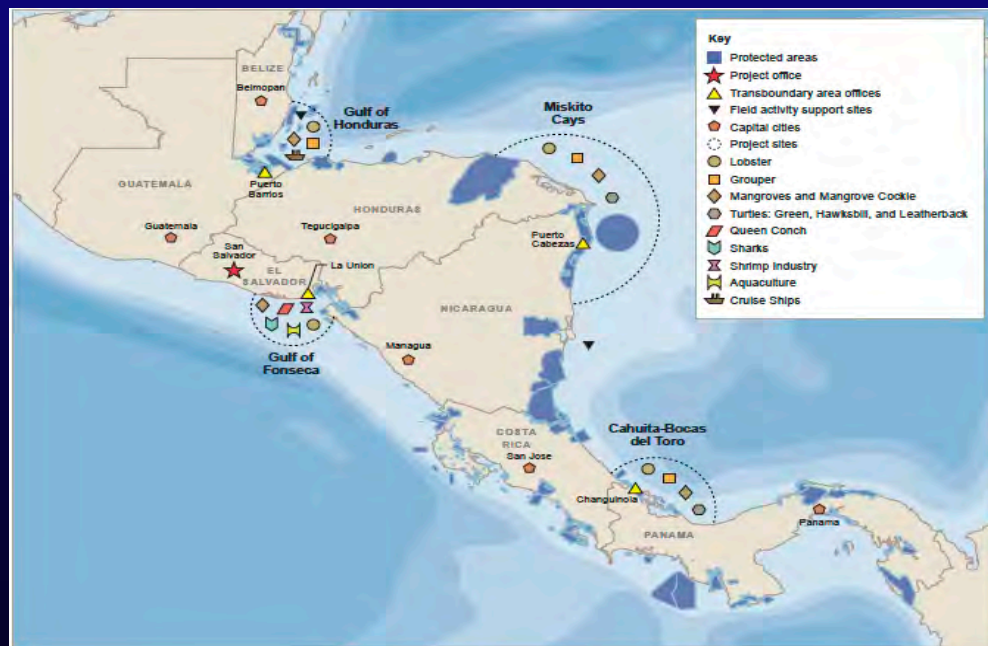 BELIZE
Belmopan
Gulf of
Honduras
Miskito
Cays
GUATEMALA
Puerto
Barrios
HONDURAS
Guatemala
Tegucigalpa
Puerto
Cabezas
San
Salvador
La Union
EL
SALVADOR
NICARAGUA
Managua
Gulf of
Fonseca
COSTA
RICA
San Jose
Cahuita-Bocas
del Toro
Changuinola
Panama
PANAMA
Key
Protected areas
Project office
Transboundary area offices
Field activity support sites
Capital cities
Project sites
Lobster
Grouper
Mangroves and Mangrove Cockle
Turtles: Green, Hawksbill, and Leatherback
Queen Conch
Sharks
Shrimp Industry
Aquaculture
Cruise Ships